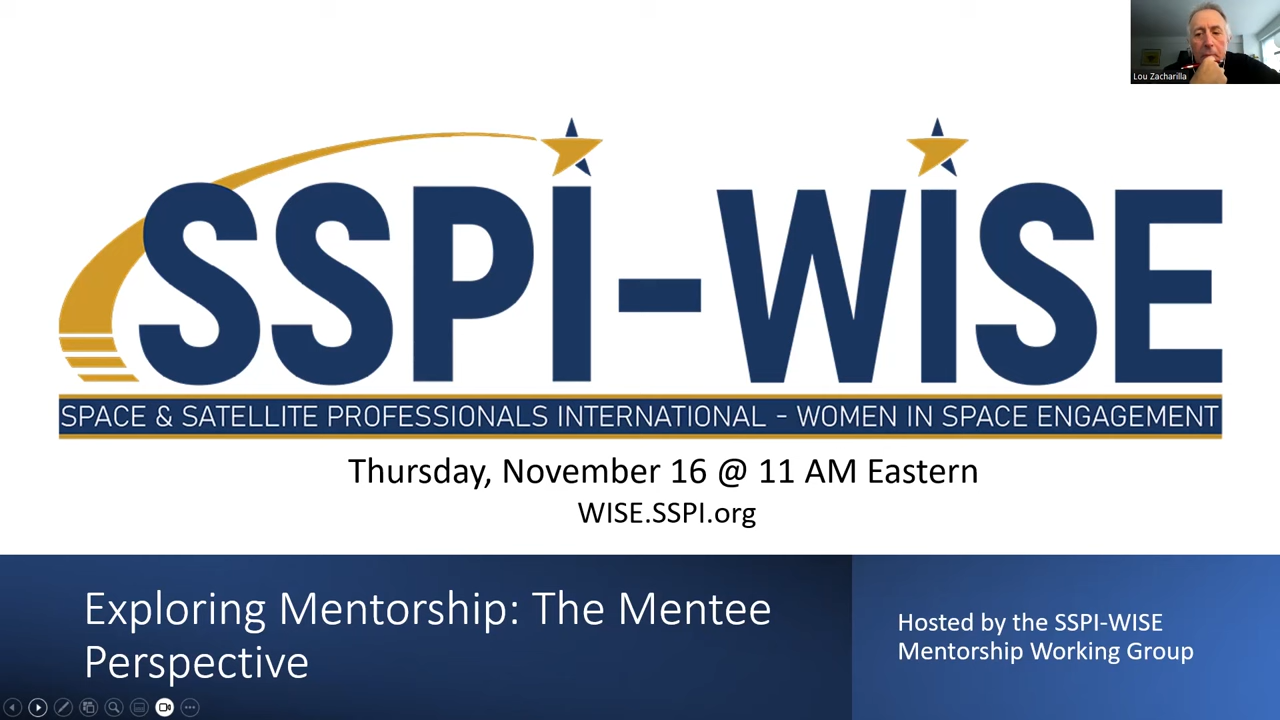 Lou Zacharilla
SSPI-WISE
SPACE & SATELLITE PROFESSIONALS INTERNATIONAL - WOMEN IN SPACE ENGAGEMENT
Thursday, November 16 @ 11 AM Eastern
WISE.SSPI.org
Exploring Mentorship: The Mentee
Perspective
Hosted by the SSPI-WISE
Mentorship Working Group